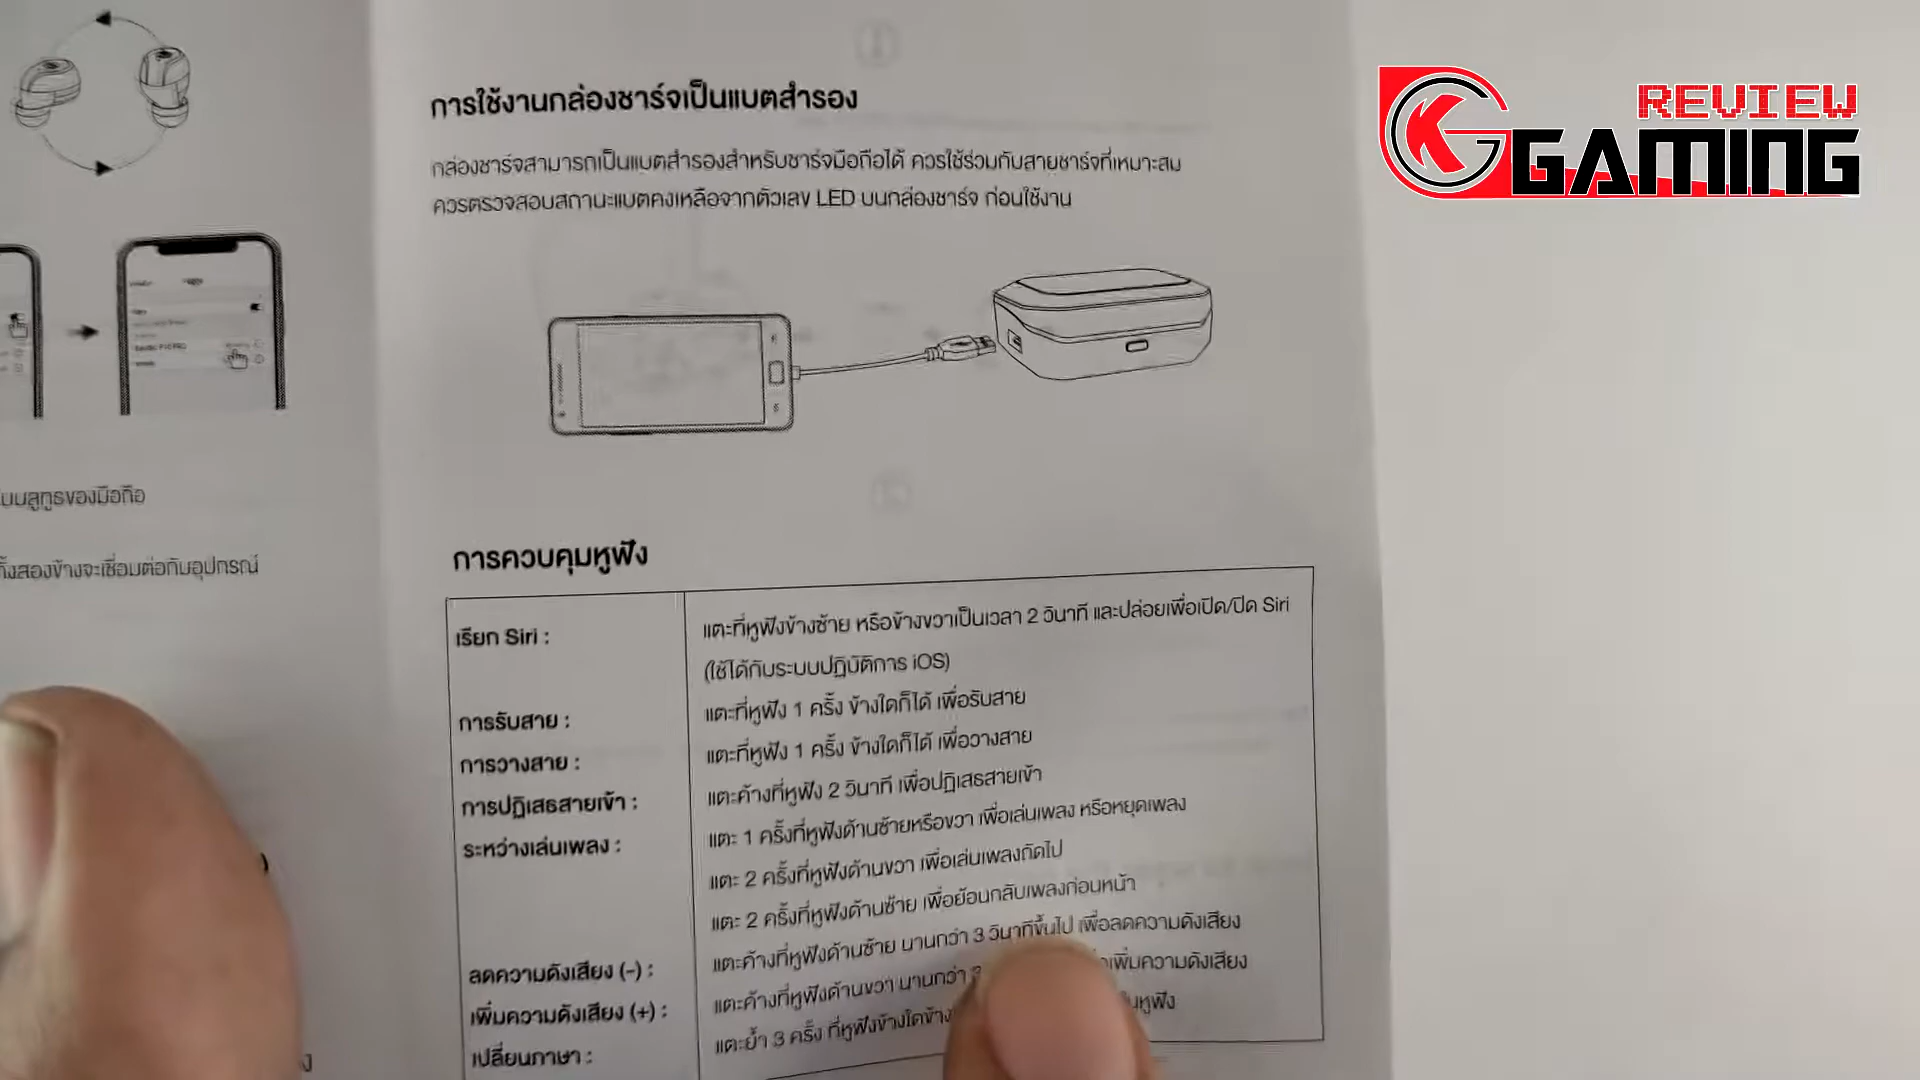 REVIEW
GAMING
การใช้งานกล่องชาร์จเป็นแบตสำรอง
กล่องชาร์จสามารถเป็นแบตสำรองสำหรับชาร์จมือถือได้ ควรใช้ร่วมกับสายชาร์จที่เหมาะสม
ควรตรวจสอบสถานะแบตคงเหลือจากตัวเลข LED บนกล่องชาร์จ ก่อนใช้งาน
ของมือถือ
ทั้งสองข้างจะเชื่อมต่อกับอุปกรณ์
การควบคุมหูฟัง
เรียก Siri : แตะที่หูฟังข้างซ้าย หรือข้างขวาเป็นเวลา 2 วินาที และปล่อยเพื่อเปิด/ปิด Siri
(ใช้ได้กับระบบปฏิบัติการ iOS)
การรับสาย : แตะที่หูฟัง 1 ครั้ง ข้างใดก็ได้ เพื่อรับสาย
การวางสาย : แตะที่หูฟัง 1 ครั้ง ข้างใดก็ได้ เพื่อวางสาย
การปฏิเสธสายเข้า : แตะค้างที่หูฟัง 2 วินาที เพื่อปฏิเสธสายเข้า
ระหว่างเล่นเพลง : แตะ 1 ครั้งที่หูฟังด้านซ้ายหรือขวา เพื่อเล่นเพลง หรือหยุดเพลง
แตะ 2 ครั้งที่หูฟังด้านขวา เพื่อเล่นเพลงถัดไป
แตะ 2 ครั้งที่หูฟังด้านซ้าย เพื่อย้อนกลับเพลงก่อนหน้า
ลดความดังเสียง (-) : แตะค้างที่หูฟังด้านซ้าย นานกว่า 3 วินาทีขึ้นไป เพื่อลดความดังเสียง
เพิ่มความดังเสียง (+) : แตะค้างที่หูฟังด้านขวา นานกว่า เพิ่มความดังเสียง
เปลี่ยนภาษา : แตะย้ำ 3 ครั้ง ที่หูฟังข้างใดข้าง หูฟัง